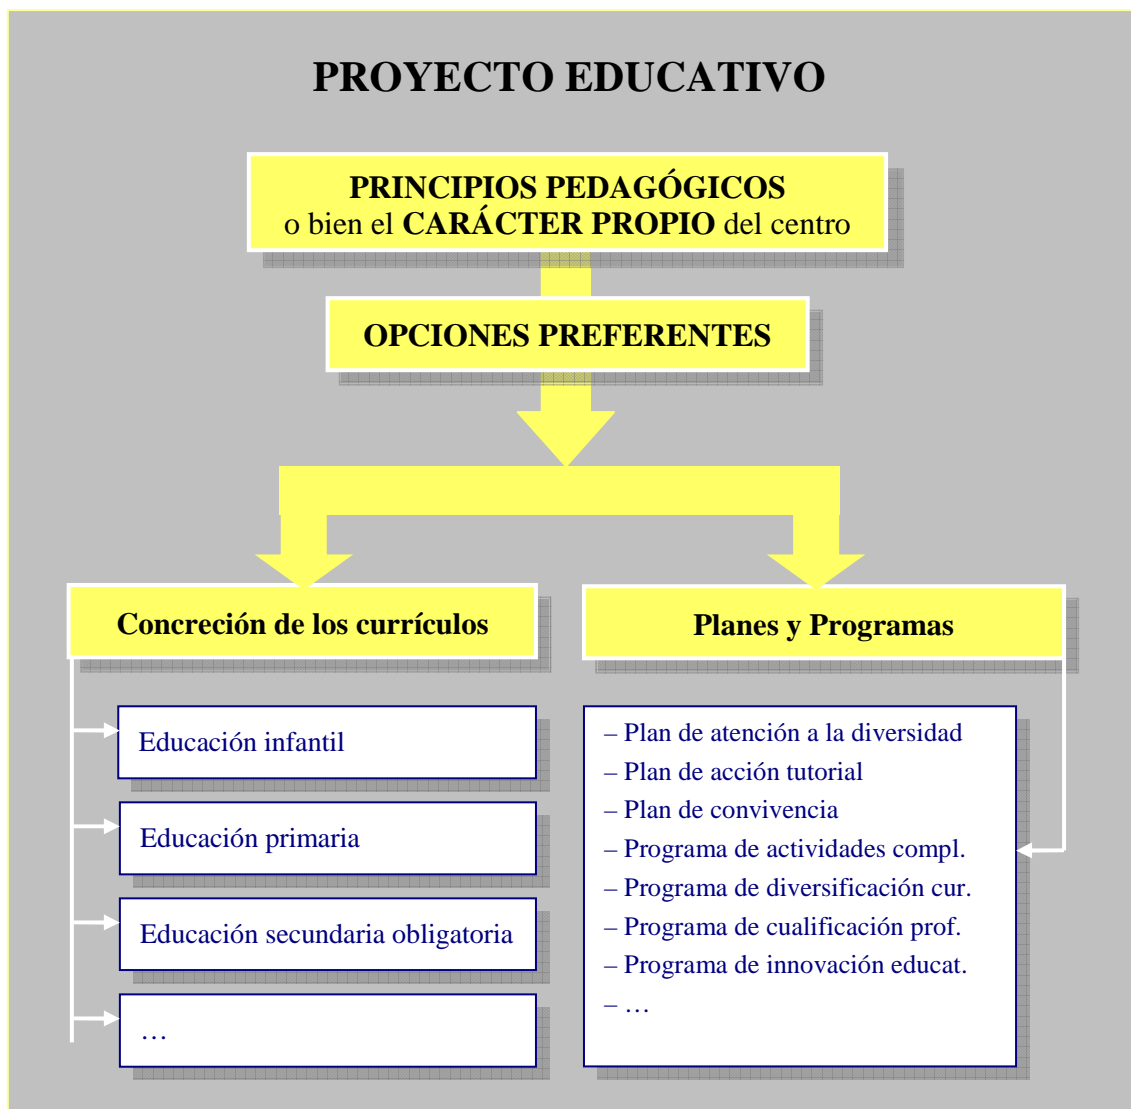 PROYECTO EDUCATIVO
PRINCIPIOS PEDAGÓGICOS
o bien el CARÁCTER PROPIO del centro
OPCIONES PREFERENTES
Concreción de los currículos
Educación infantil
Educación primaria
Educación secundaria obligatoria
…
Planes y Programas
– Plan de atención a la diversidad
– Plan de acción tutorial
– Plan de convivencia
– Programa de actividades compl.
– Programa de diversificación cur.
– Programa de cualificación prof.
– Programa de innovación educat.
– …